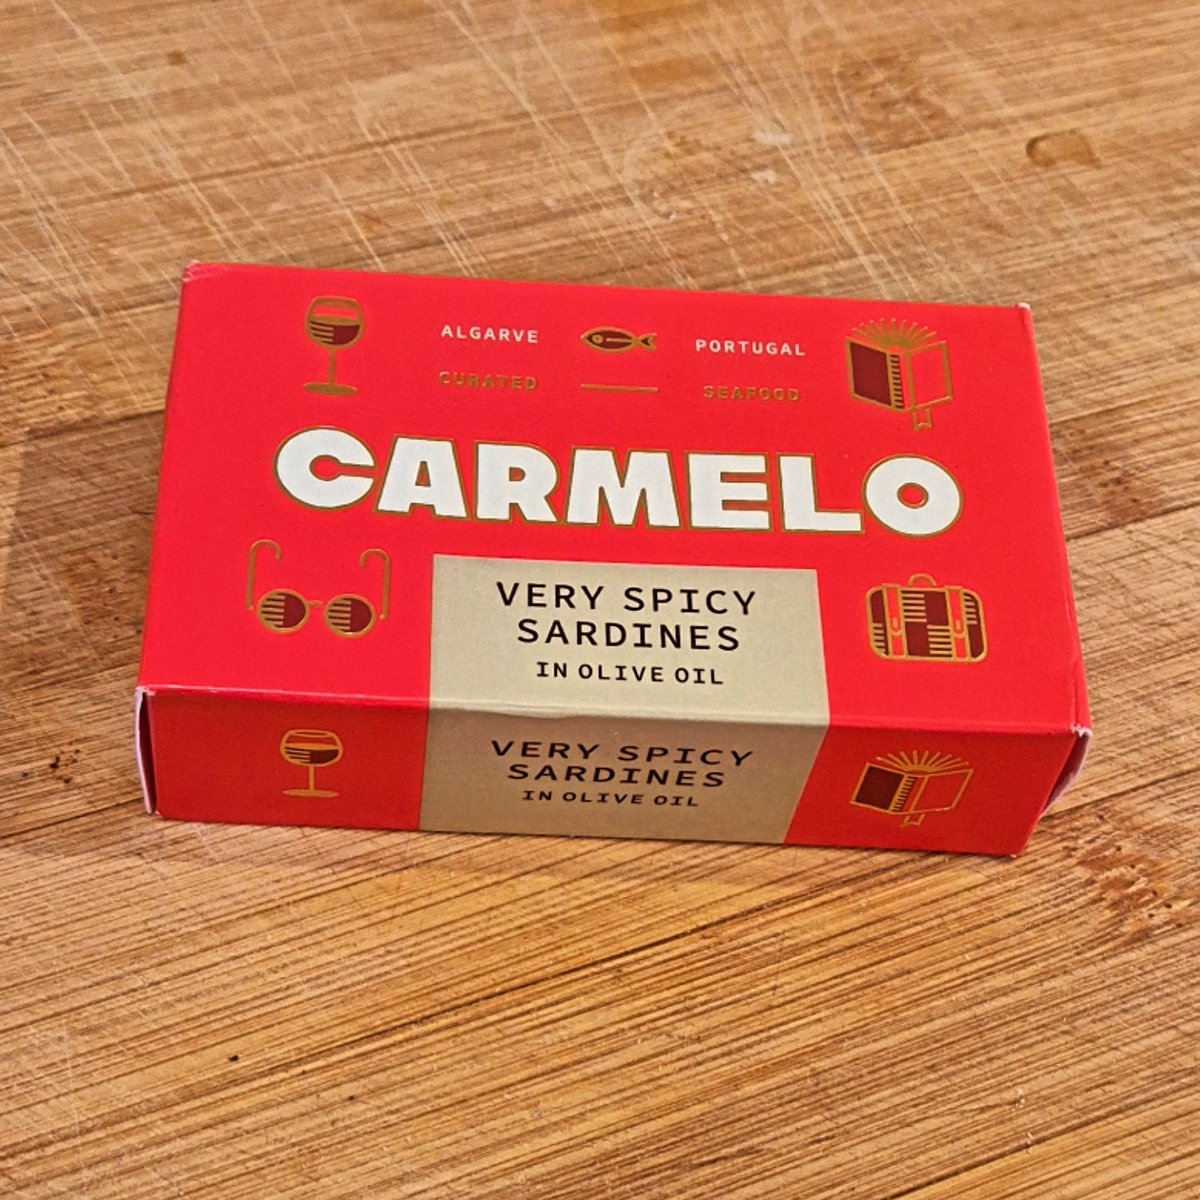 ALGARVE PORTUGAL
CURATED SEAFOOD
CARMELO
VERY SPICY
SARDINES
IN OLIVE OIL
VERY SPICY
SARDINES
IN OLIVE OIL